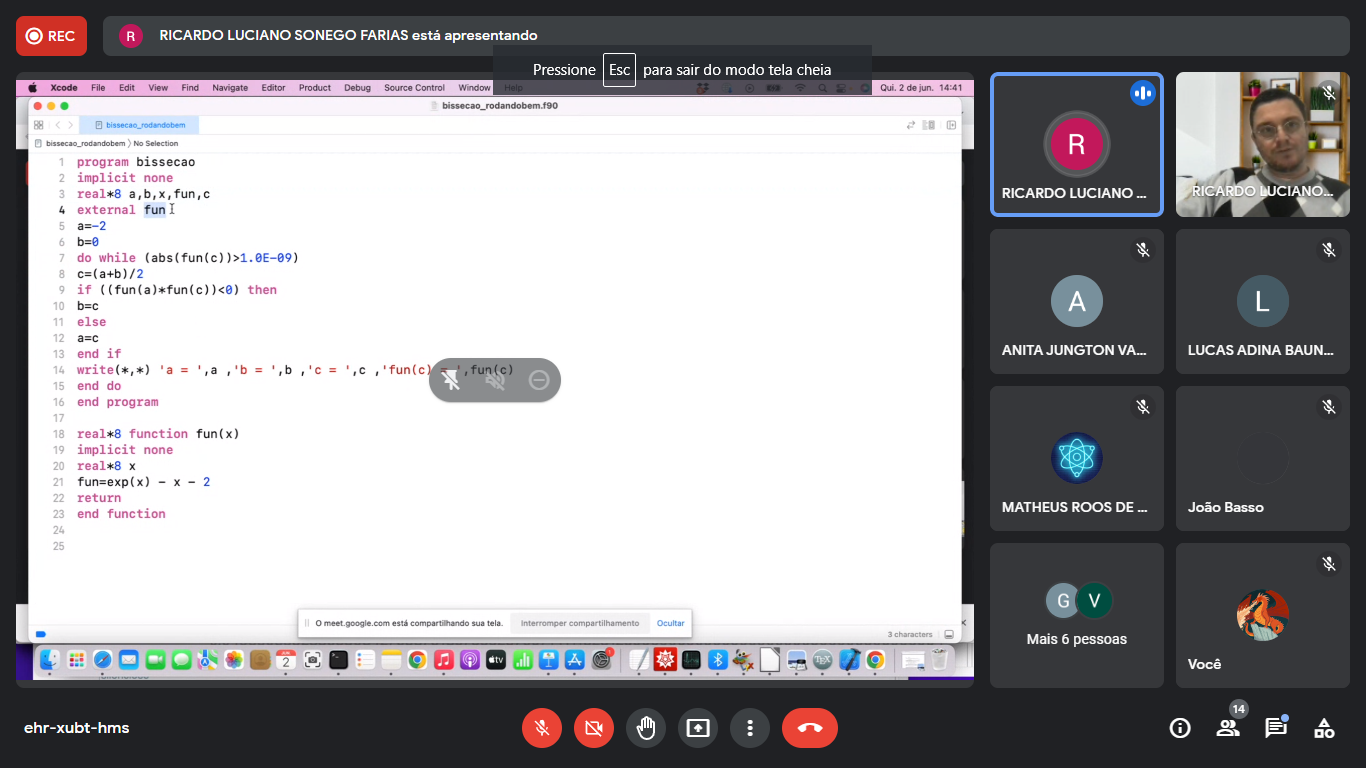 REC
R
RICARDO LUCIANO SONEGO FARIAS está apresentando
Pressione Esc para sair do modo tela cheia
Xcode File Edit View Find Navigate Refactor Product Debug Source Control Window Help
Qui. 2 de jun. 14:41
bissecao_rodandobem.f90
bissecao_rodandobem
bissecao_rodandobem 〉 No Selection
1 program bissecao
2 implicit none
3 real*8 a,b,x,fun,c
4 external fun
5 a=-2
6 b=0
7 do while (abs(fun(c))>1.0E-09)
8 c=(a+b)/2
9 if ((fun(a)*fun(c))<0) then
10 b=c
11 else
12 a=c
13 end if
14 write(*,*) 'a = ',a ,'b = ',b ,'c = ',c ,'fun(c) = ',fun(c)
15 end do
16 end program
17
18 real*8 function fun(x)
19 implicit none
20 real*8 x
21 fun=exp(x) - x - 2
22 return
23 end function
24
25
O meet.google.com está compartilhando sua tela.
Interromper compartilhamento
Ocultar
3 characters
JUN
2
tv
TEX
R
RICARDO LUCIANO ...
RICARDO LUCIANO...
A
ANITA JUNGTON VA...
L
LUCAS ADINA BAUN...
MATHEUS ROOS DE ...
João Basso
G V
Mais 6 pessoas
Você
ehr-xubt-hms
14